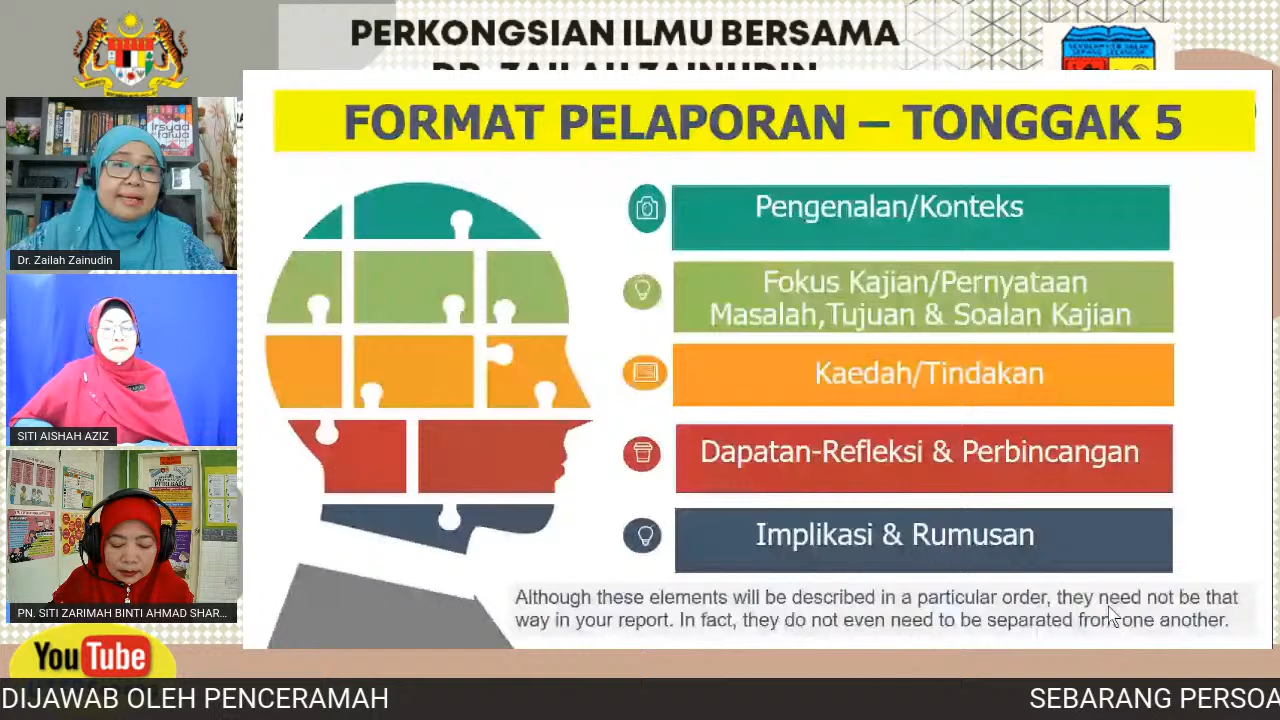 PERKONGSIAN ILMU BERSAMA
DR. ZAILAH ZAINUDIN
FORMAT PELAPORAN – TONGGAK 5
Pengenalan/Konteks
Fokus Kajian/Pernyataan
Masalah,Tujuan & Soalan Kajian
Kaedah/Tindakan
Dapatan-Refleksi & Perbincangan
Implikasi & Rumusan
Although these elements will be described in a particular order, they need not be that
way in your report. In fact, they do not even need to be separated from one another.
Dr. Zailah Zainudin
SITI AISHAH AZIZ
PN. SITI ZARIMAH BINTI AHMAD SHAR...
YouTube
DIJAWAB OLEH PENCERAMAH
SEBARANG PERSOA